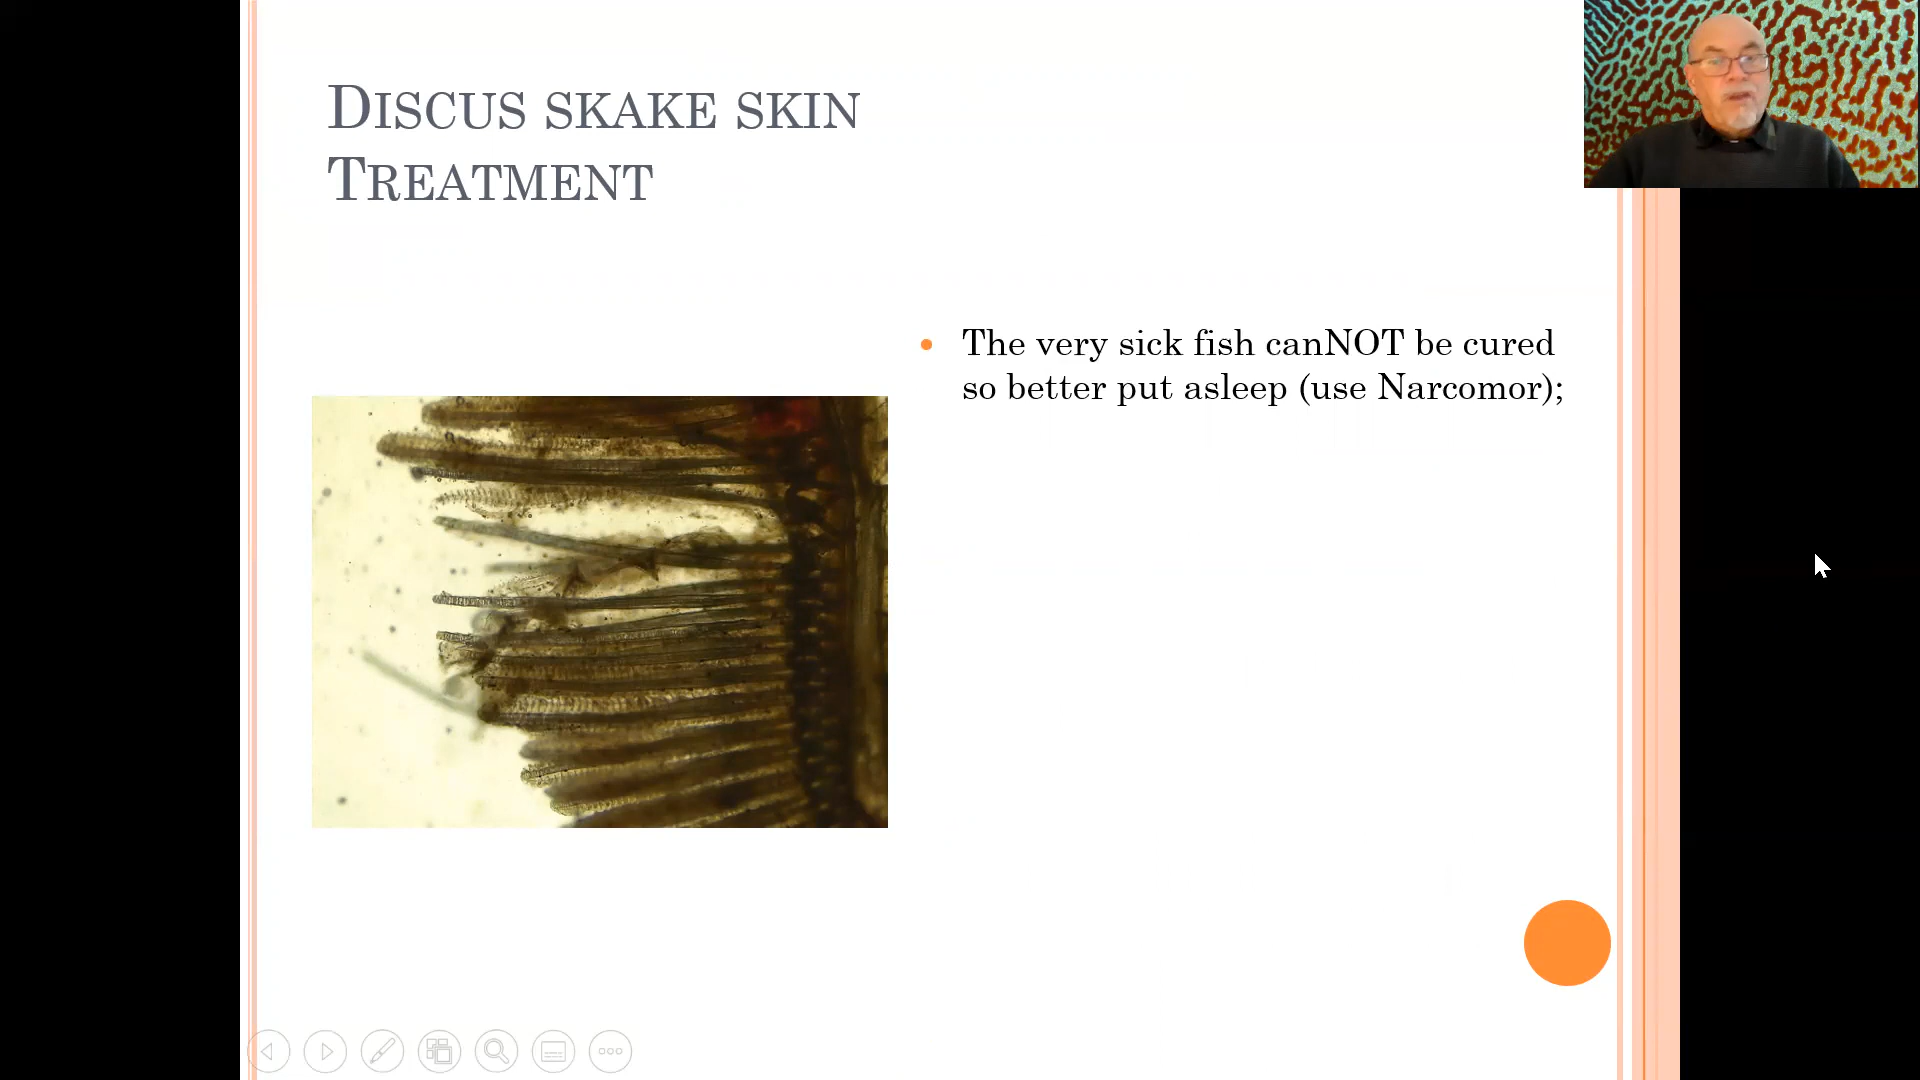 DISCUS SKAKE SKIN
TREATMENT
The very sick fish canNOT be cured
so better put asleep (use Narcomor);